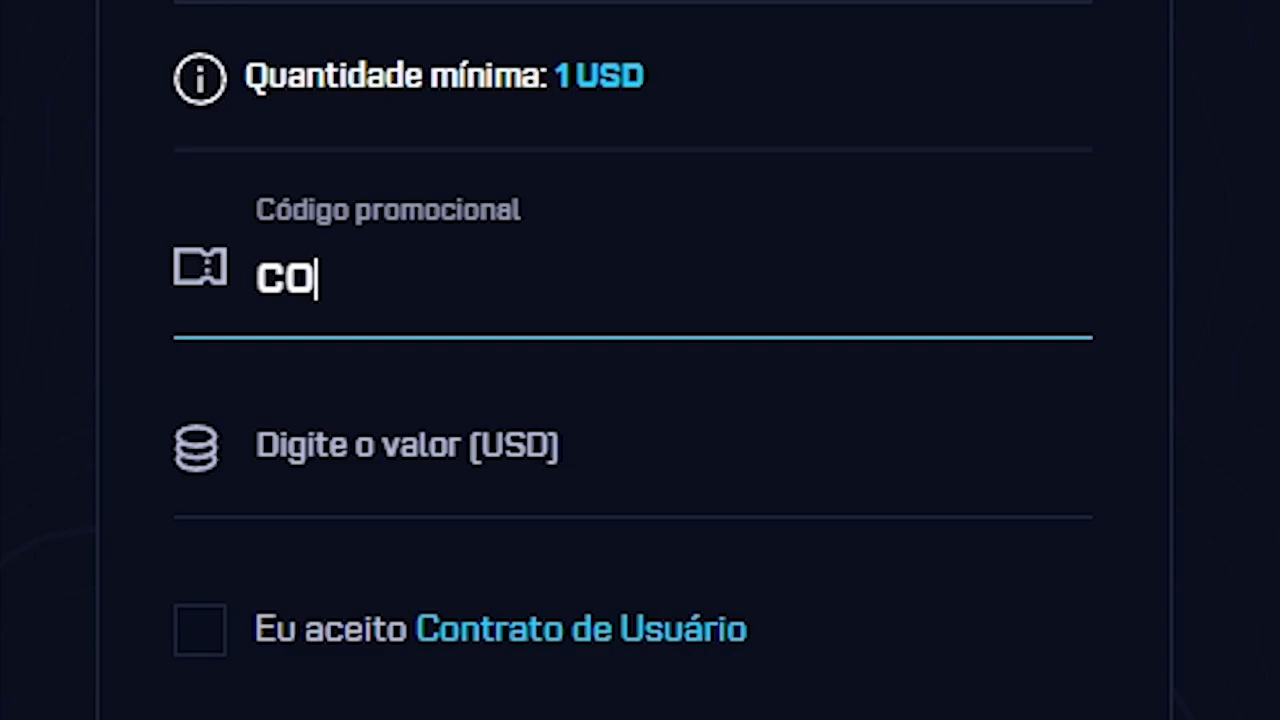 Quantidade mínima: 1 USD
Código promocional
CO
Digite o valor (USD)
Eu aceito Contrato de Usuário